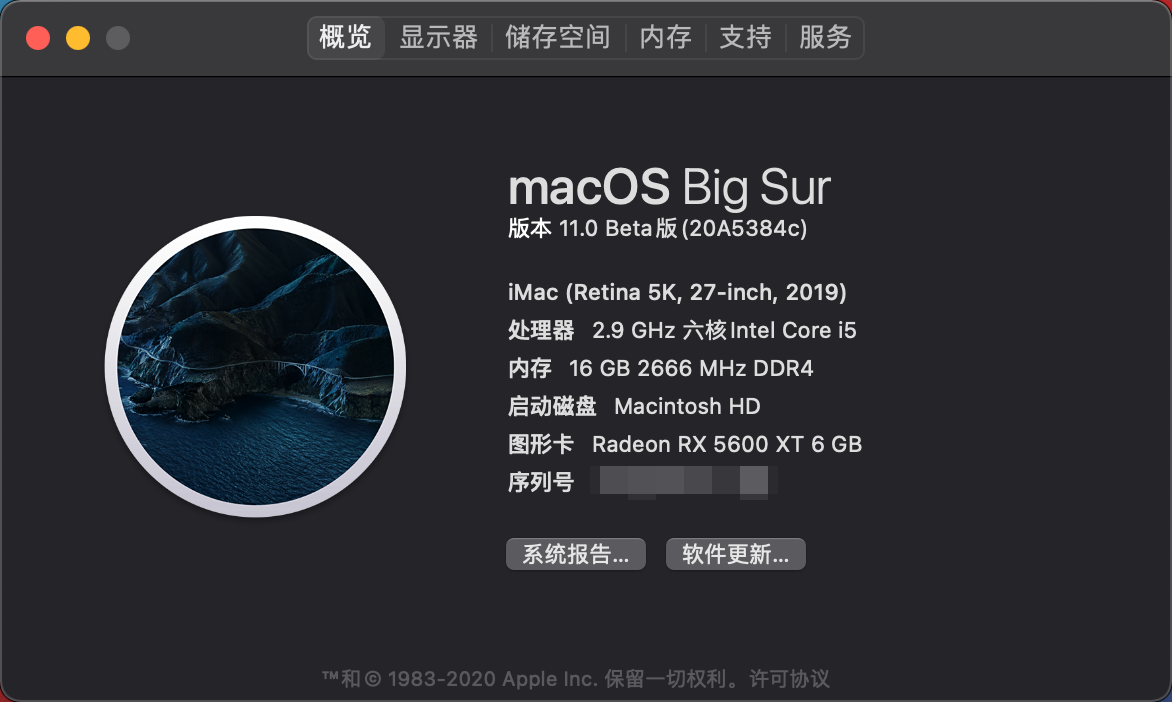 概览 显示器 储存空间 内存 支持 服务
macOS Big Sur
版本 11.0 Beta版(20A5384c)
iMac (Retina 5K, 27-inch, 2019)
处理器 2.9 GHz 六核Intel Core i5
内存 16 GB 2666 MHz DDR4
启动磁盘 Macintosh HD
图形卡 Radeon RX 5600 XT 6 GB
序列号
系统报告... 软件更新...
™和© 1983-2020 Apple Inc. 保留一切权利。许可协议